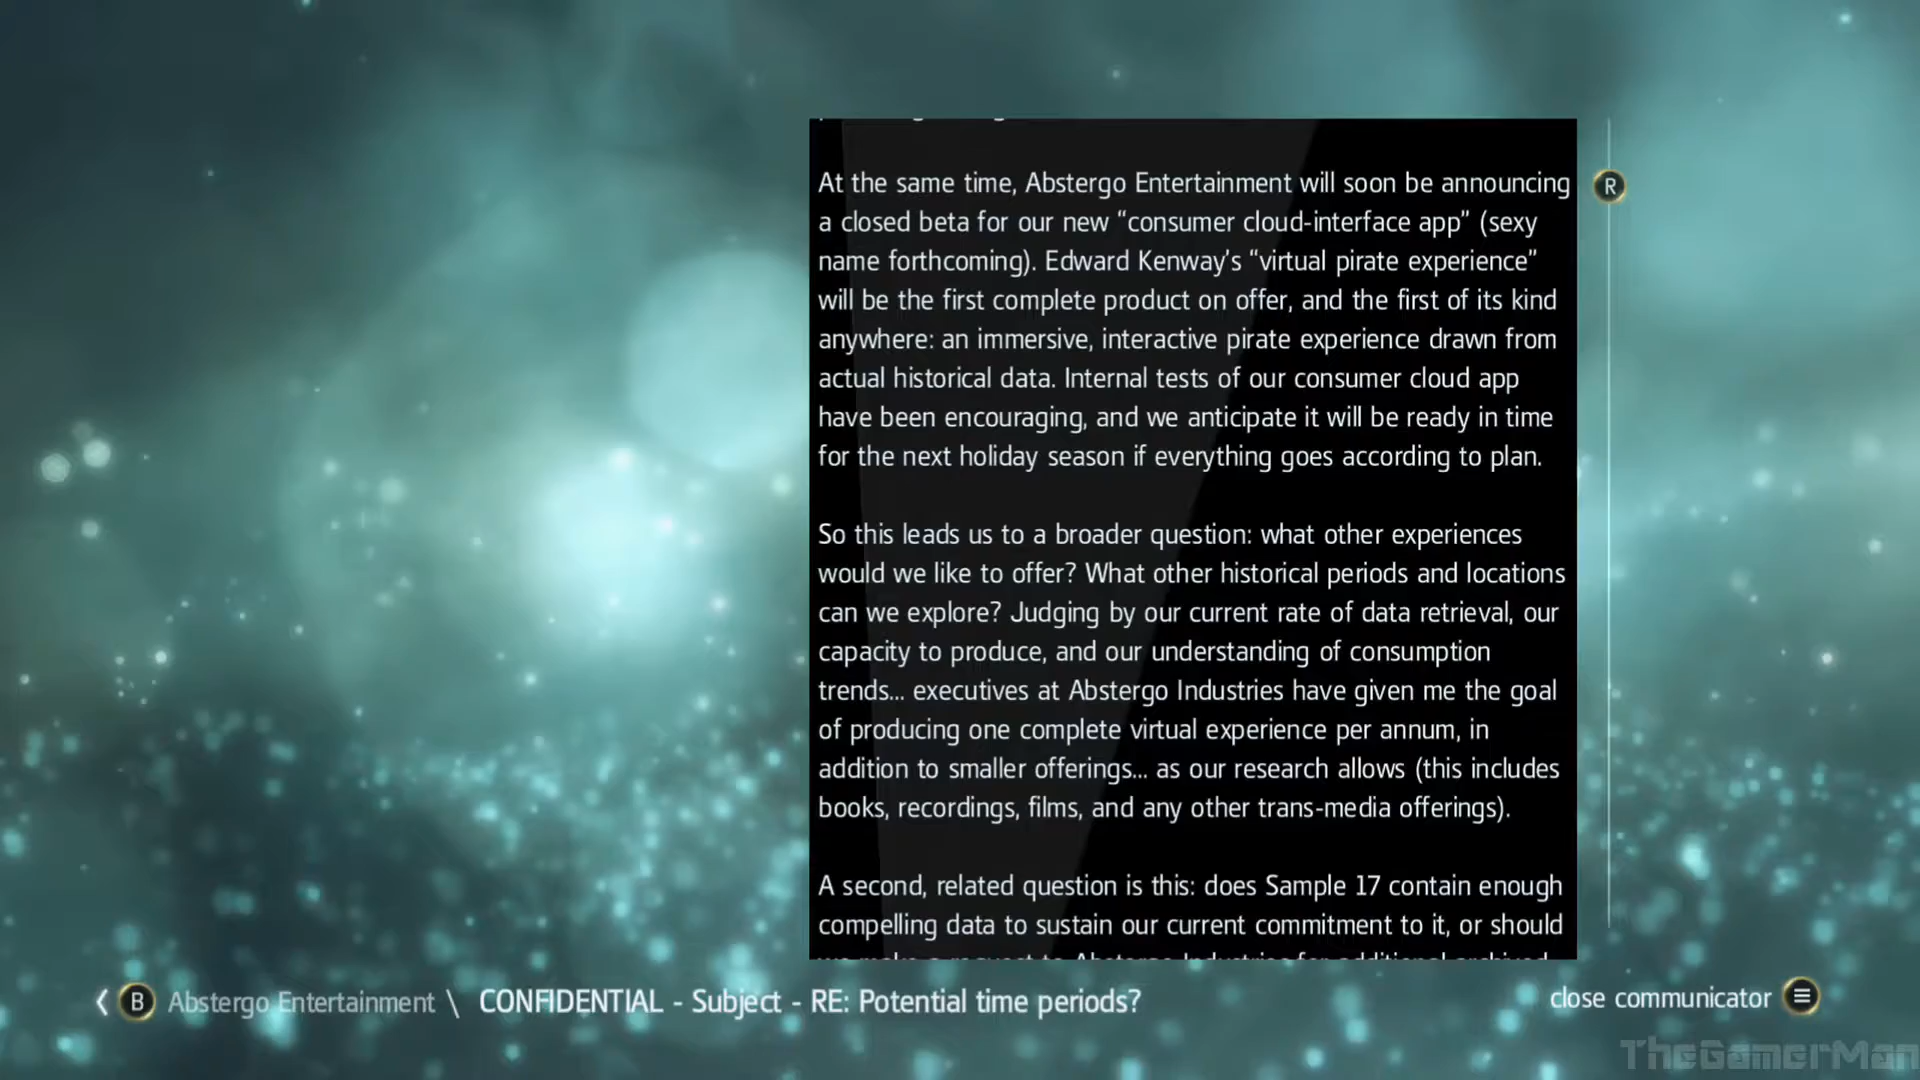 At the same time, Abstergo Entertainment will soon be announcing
a closed beta for our new “consumer cloud-interface app” (sexy
name forthcoming). Edward Kenway's “virtual pirate experience”
will be the first complete product on offer, and the first of its kind
anywhere: an immersive, interactive pirate experience drawn from
actual historical data. Internal tests of our consumer cloud app
have been encouraging, and we anticipate it will be ready in time
for the next holiday season if everything goes according to plan.
So this leads us to a broader question: what other experiences
would we like to offer? What other historical periods and locations
can we explore? Judging by our current rate of data retrieval, our
capacity to produce, and our understanding of consumption
trends... executives at Abstergo Industries have given me the goal
of producing one complete virtual experience per annum, in
addition to smaller offerings... as our research allows (this includes
books, recordings, films, and any other trans-media offerings).
A second, related question is this: does Sample 17 contain enough
compelling data to sustain our current commitment to it, or should
we make a request to Abstergo Industries for additional archived
R
B Abstergo Entertainment \ CONFIDENTIAL - Subject - RE: Potential time periods?
close communicator
TheGamerMan